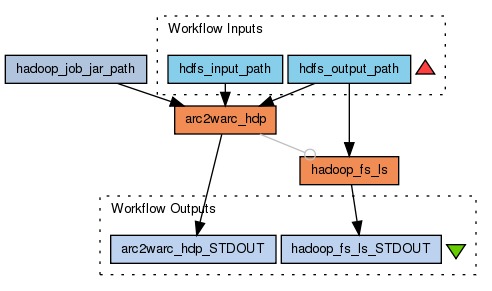 Workflow Inputs
hadoop_job_jar_path
hdfs_input_path
hdfs_output_path
arc2warc_hdp
hadoop_fs_ls
Workflow Outputs
arc2warc_hdp_STDOUT
hadoop_fs_ls_STDOUT